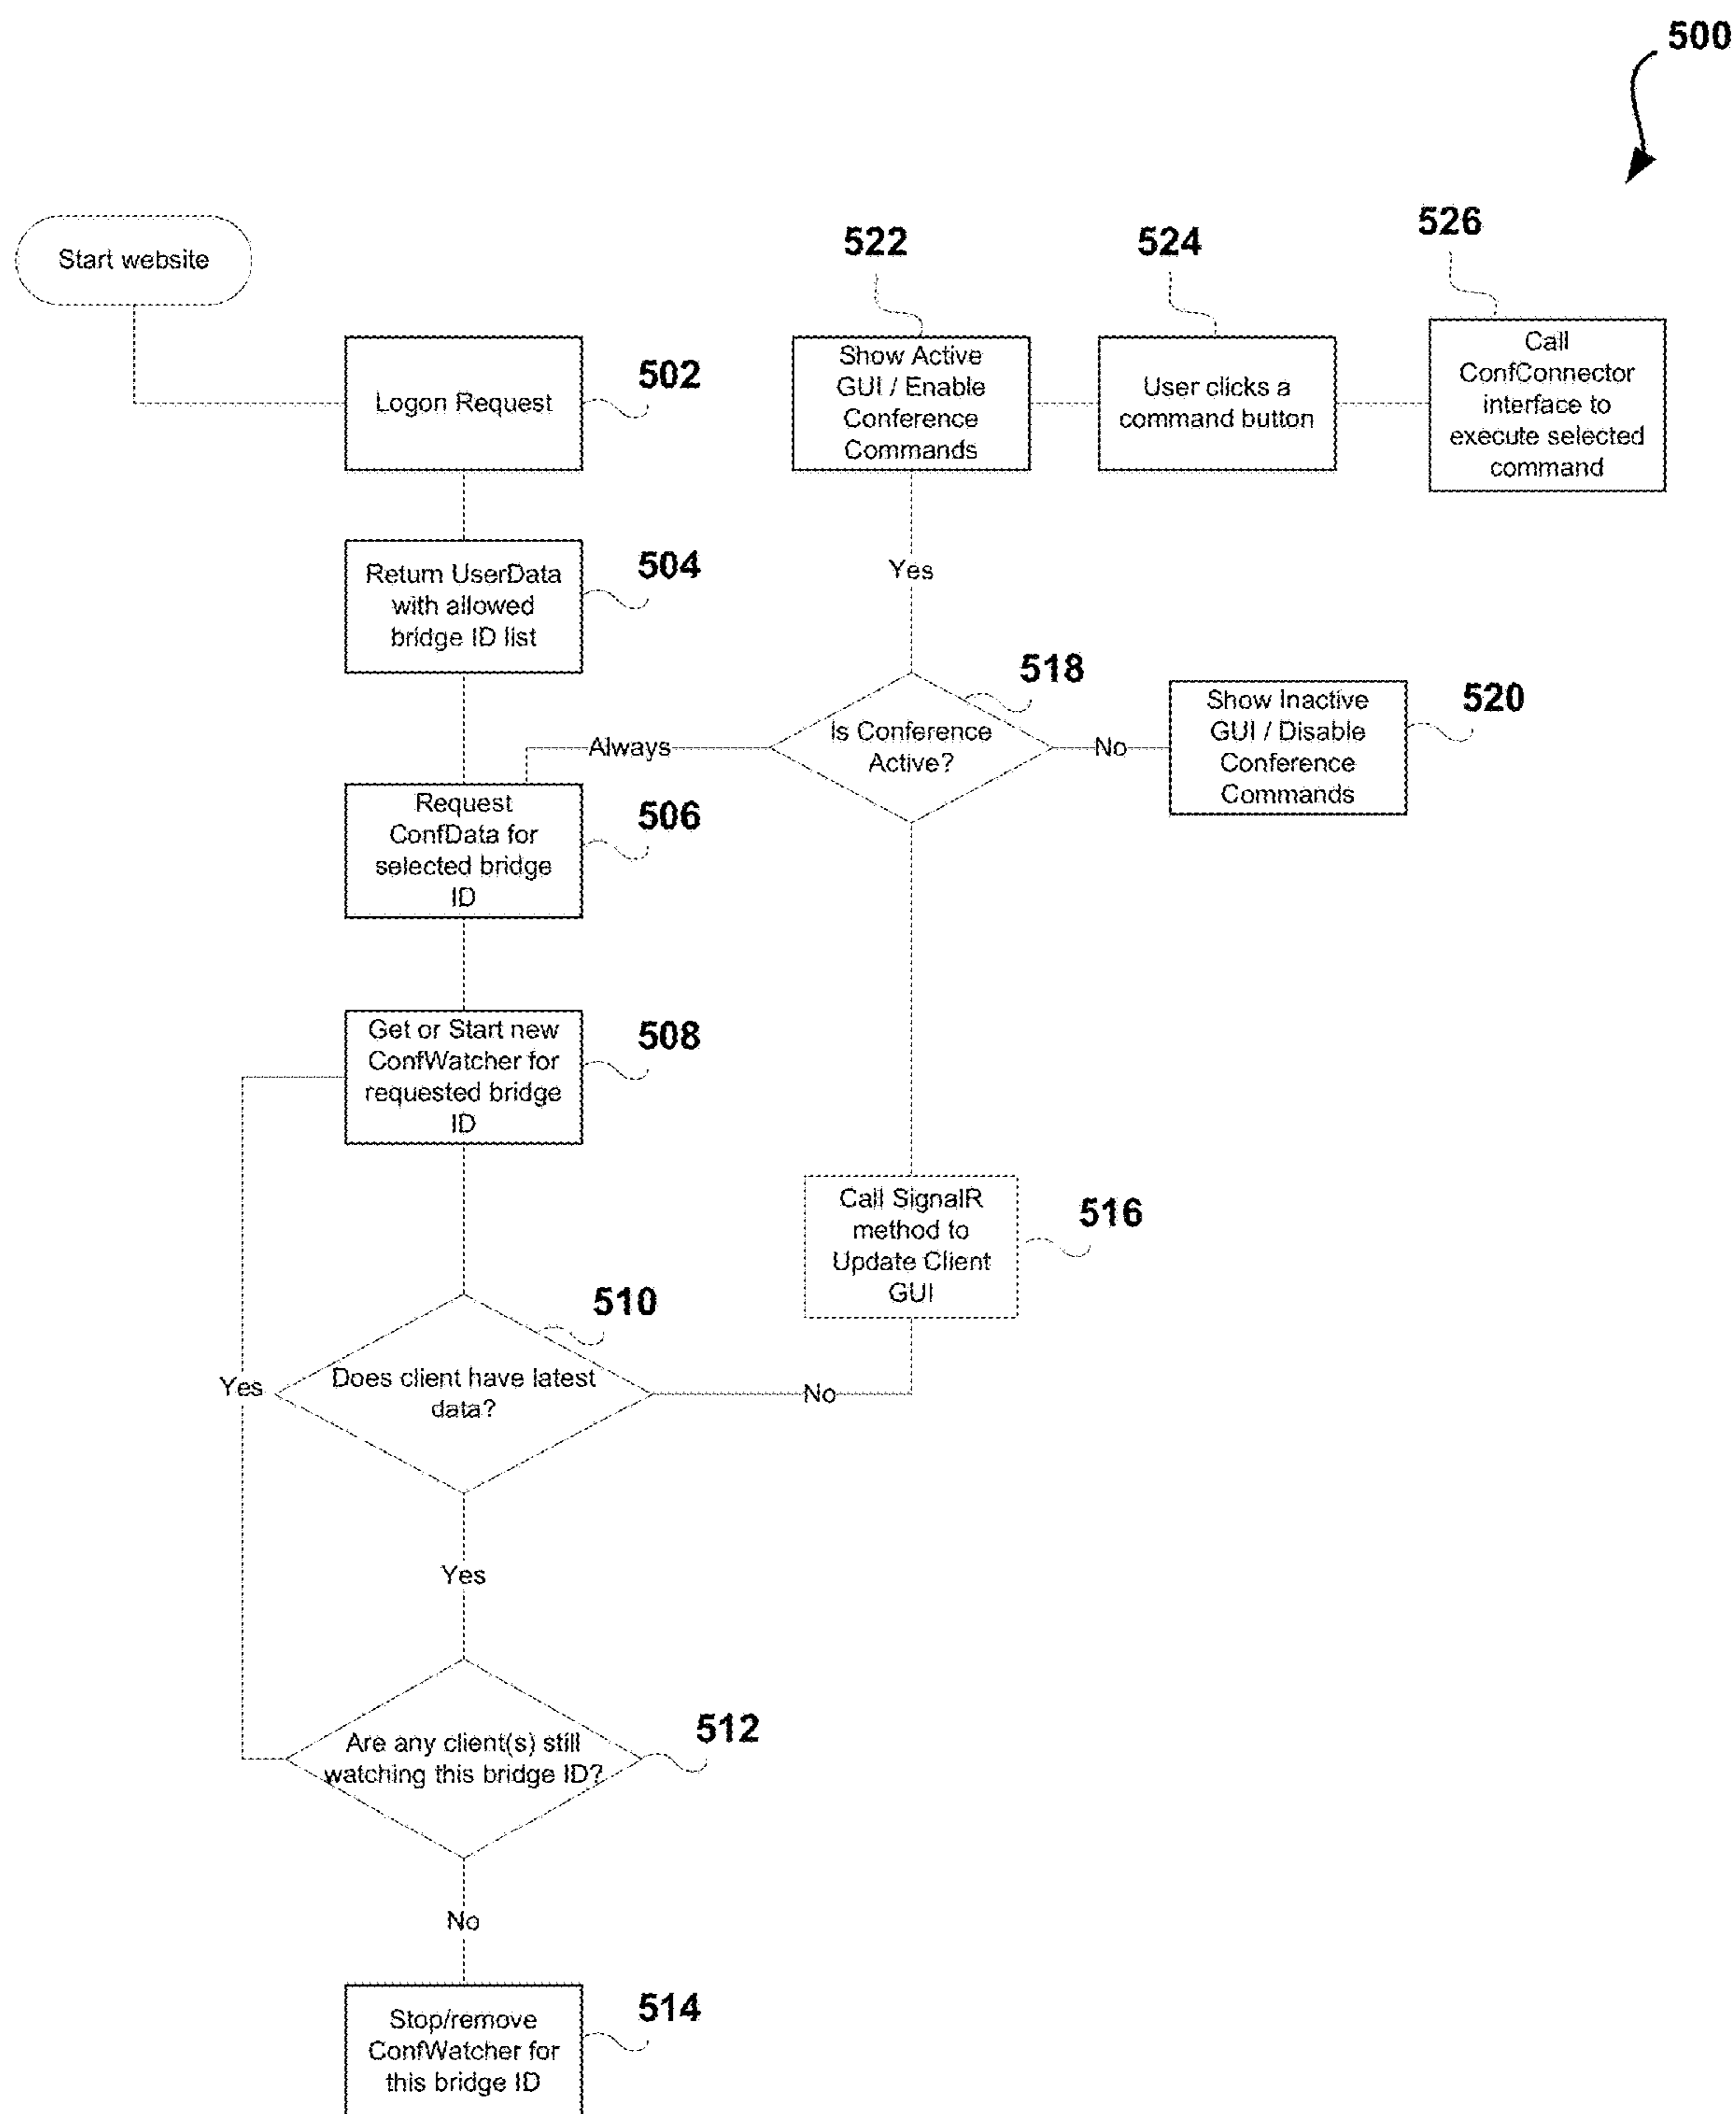 500
Start website
522
524
526
Logon Request
502
Show Active
GUI / Enable
Conference
Commands
User clicks a
command button
Call
ConfConnector
interface to
execute selected
command
Return UserData
with allowed
bridge ID list
504
Yes
518
Is Conference
Active?
Always
No
Show Inactive
GUI / Disable
Conference
Commands
520
Request
ConfData for
selected bridge
ID
506
Get or Start new
ConfWatcher for
requested bridge
ID
508
Call SignalR
method to
Update Client
GUI
516
510
Does client have latest
data?
Yes
No
Yes
Are any client(s) still
watching this bridge ID?
512
No
Stop/remove
ConfWatcher for
this bridge ID
514